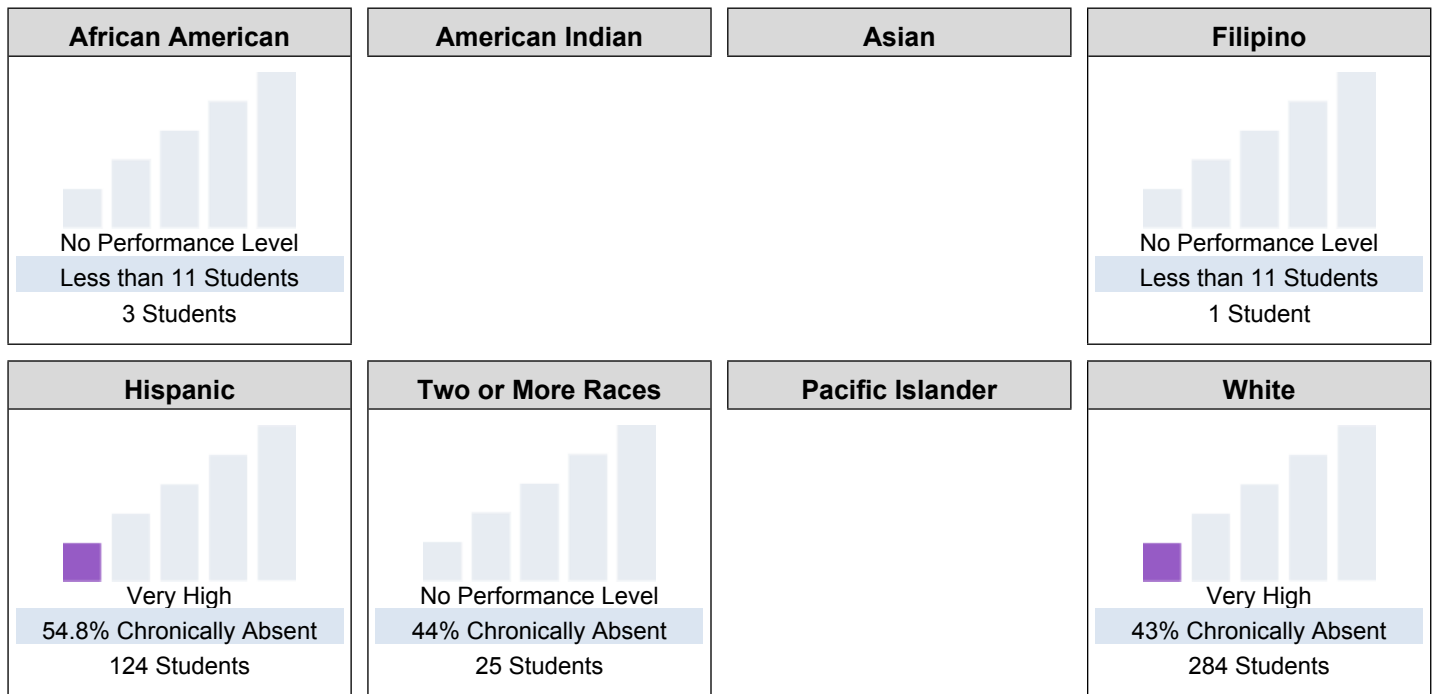 African American
American Indian
Asian
Filipino
No Performance Level
Less than 11 Students
3 Students
No Performance Level
Less than 11 Students
1 Student
Hispanic
Two or More Races
Pacific Islander
White
Very High
54.8% Chronically Absent
124 Students
No Performance Level
44% Chronically Absent
25 Students
Very High
43% Chronically Absent
284 Students